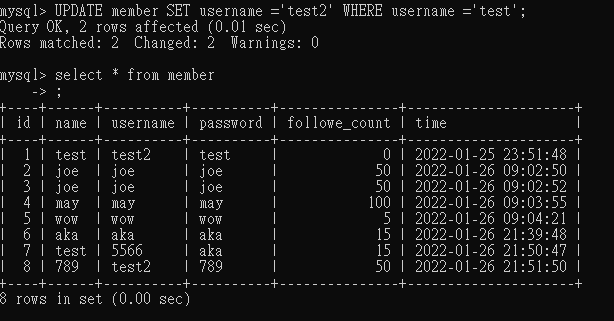 mysql> UPDATE member SET username ='test2' WHERE username ='test';
Query OK, 2 rows affected (0.01 sec)
Rows matched: 2  Changed: 2  Warnings: 0
mysql> select * from member
    -> ;
+----+------+----------+----------+---------------+---------------------+
| id | name | username | password | followe_count | time                |
+----+------+----------+----------+---------------+---------------------+
|  1 | test | test2    | test     |             0 | 2022-01-25 23:51:48 |
|  2 | joe  | joe      | joe      |            50 | 2022-01-26 09:02:50 |
|  3 | joe  | joe      | joe      |            50 | 2022-01-26 09:02:52 |
|  4 | may  | may      | may      |           100 | 2022-01-26 09:03:55 |
|  5 | wow  | wow      | wow      |             5 | 2022-01-26 09:04:21 |
|  6 | aka  | aka      | aka      |            15 | 2022-01-26 21:39:48 |
|  7 | test | 5566     | aka      |            15 | 2022-01-26 21:50:47 |
|  8 | 789  | test2    | 789      |            50 | 2022-01-26 21:51:50 |
+----+------+----------+----------+---------------+---------------------+
8 rows in set (0.00 sec)